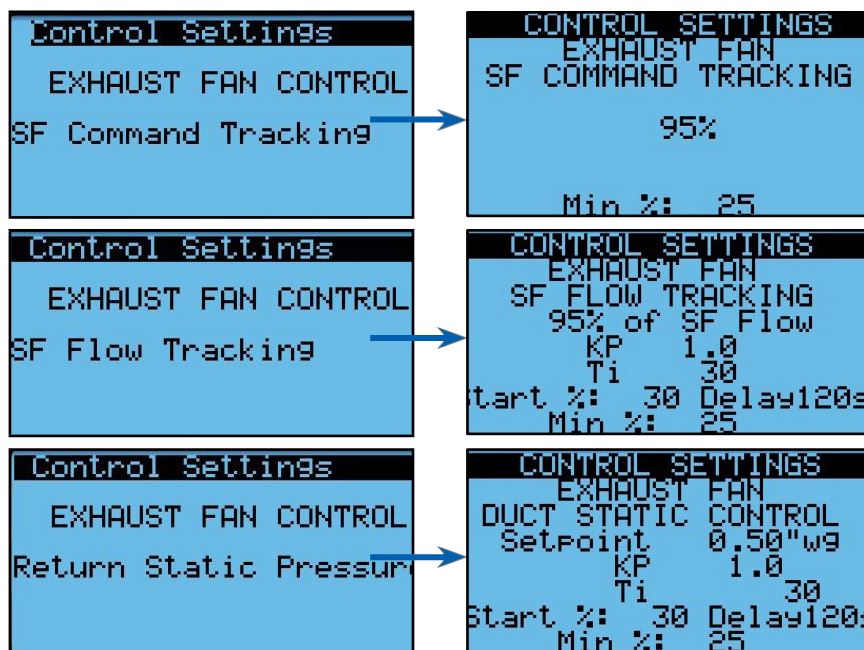 Control Settings
EXHAUST FAN CONTROL
SF Command Tracking
CONTROL SETTINGS
EXHAUST FAN
SF COMMAND TRACKING
95%
Min %: 25
Control Settings
EXHAUST FAN CONTROL
SF Flow Tracking
CONTROL SETTINGS
EXHAUST FAN
SF FLOW TRACKING
95% of SF Flow
KP 1.0
Ti 30
tart %: 30 Delay120s
Min %: 25
Control Settings
EXHAUST FAN CONTROL
Return Static Pressur
CONTROL SETTINGS
EXHAUST FAN
DUCT STATIC CONTROL
Setpoint 0.50"wg
KP 1.0
Ti 30
Start %: 30 Delay120s
Min %: 25